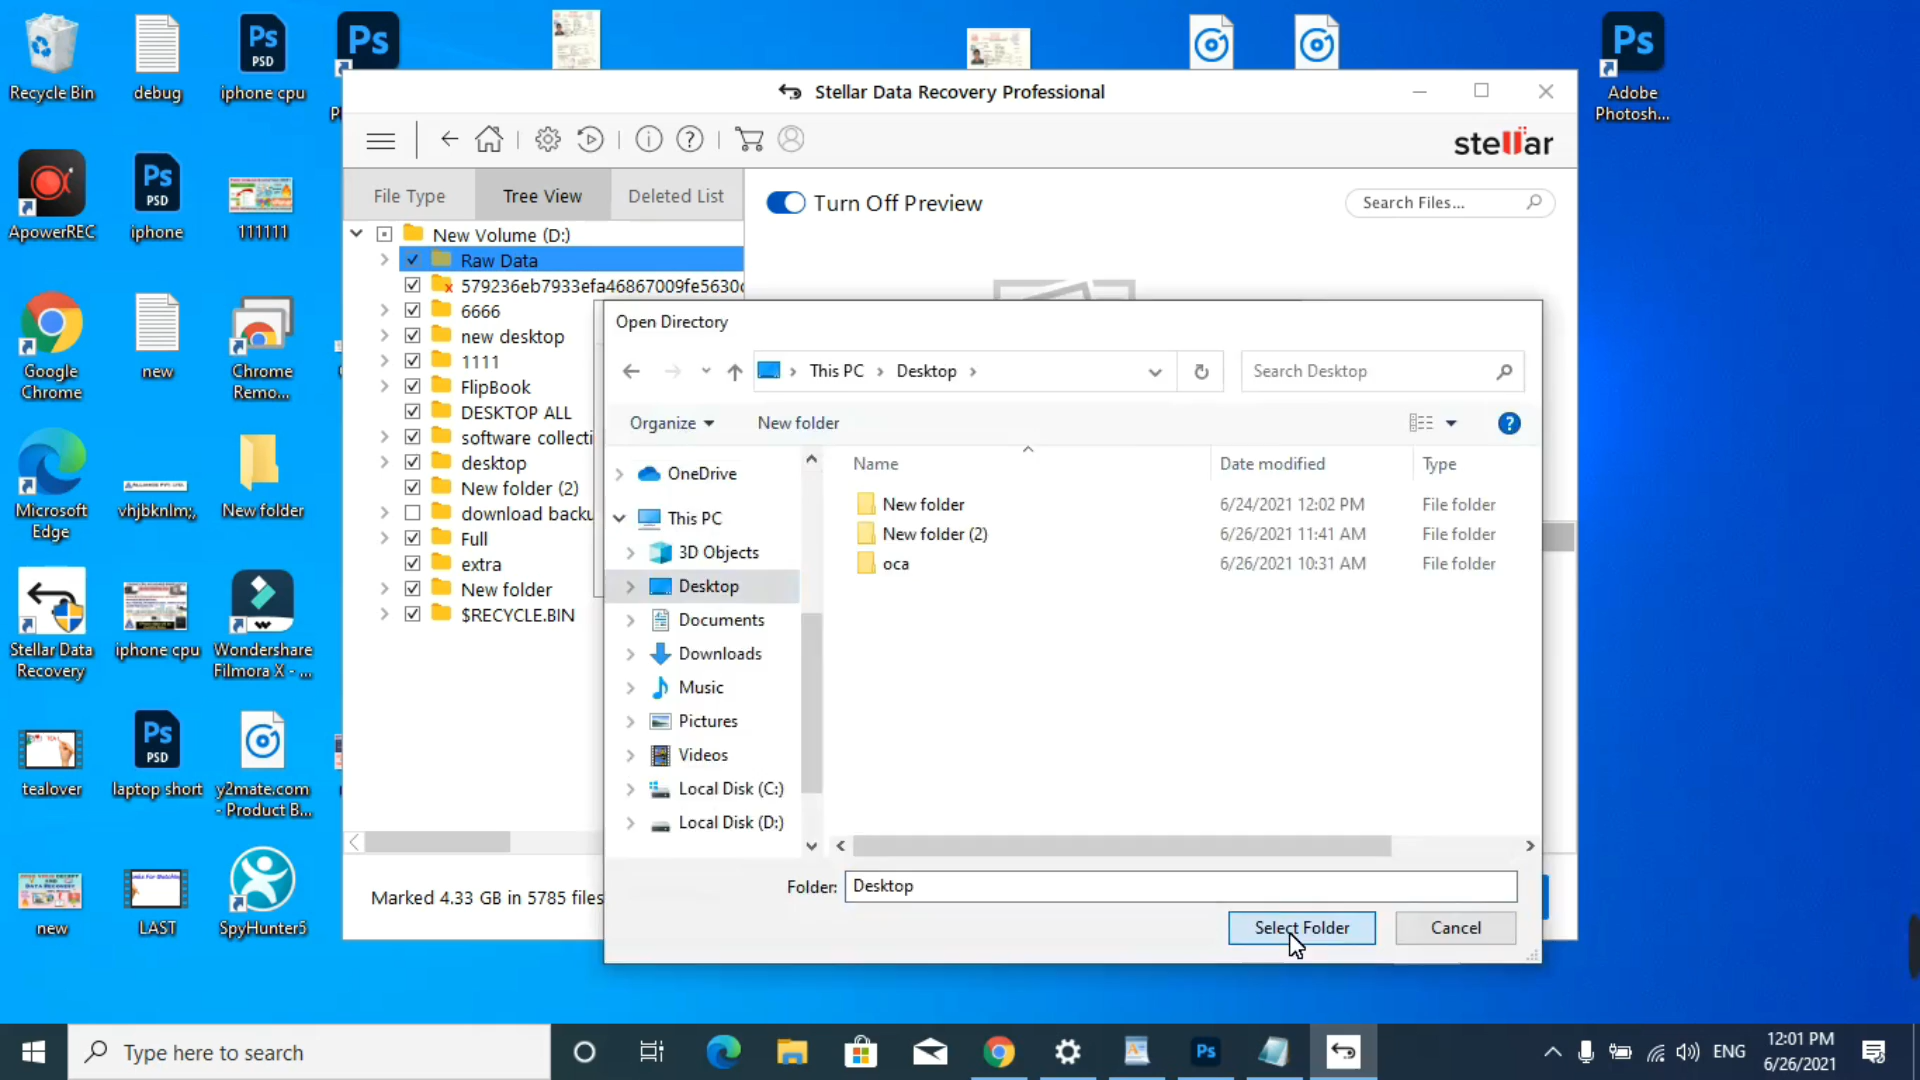 Recycle Bin
debug
iphone cpu
Adobe
Photosh...
ApowerREC
iphone
111111
Google
Chrome
new
Chrome
Remo...
Microsoft
Edge
vhjbknlm;,
New folder
Stellar Data
Recovery
iphone cpu
Wondershare
Filmora X - ...
tealover
laptop short
y2mate.com
- Product B...
new
LAST
SpyHunter5
Stellar Data Recovery Professional
stellar
File Type
Tree View
Deleted List
Turn Off Preview
Search Files...
New Volume (D:)
Raw Data
579236eb7933efa46867009fe5630
6666
new desktop
1111
FlipBook
DESKTOP ALL
software collecti
desktop
New folder (2)
download backu
Full
extra
New folder
$RECYCLE.BIN
Marked 4.33 GB in 5785 files
Open Directory
This PC
Desktop
Search Desktop
Organize
New folder
OneDrive
This PC
3D Objects
Desktop
Documents
Downloads
Music
Pictures
Videos
Local Disk (C:)
Local Disk (D:)
Name
Date modified
Type
New folder
6/24/2021 12:02 PM
File folder
New folder (2)
6/26/2021 11:41 AM
File folder
oca
6/26/2021 10:31 AM
File folder
Folder:
Desktop
Select Folder
Cancel
Type here to search
ENG
12:01 PM
6/26/2021